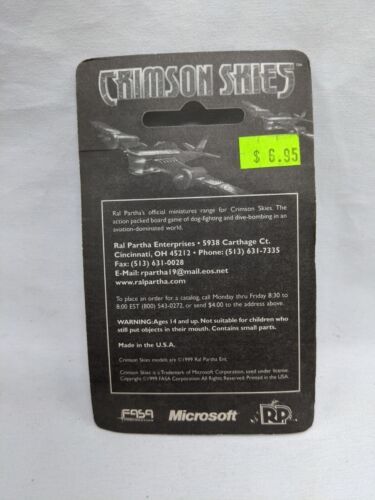 CRIMSON SKIES™
$ 6.95
Ral Partha's official miniatures range for Crimson Skies. The
action packed board game of dog-fighting and dive-bombing in an
aviation-dominated world.
Ral Partha Enterprises • 5938 Carthage Ct.
Cincinnati, OH 45212 • Phone: (513) 631-7335
Fax: (513) 631-0028
E-Mail: rpartha19@mail.eos.net
www.ralpartha.com
To place an order for a catalog, call Monday thru Friday 8:30 to
8:00 EST (800) 543-0272, or send $4.00 to the address above.
WARNING: Ages 14 and up. Not suitable for children who
still put objects in their mouth. Contains small parts.
Made in the U.S.A.
Crimson Skies models are ©1999 Ral Partha Ent.
Crimson Skies is a Trademark of Microsoft Corporation, used under license.
Copyright ©1999 FASA Corporation All Rights Reserved Printed in the USA.
FASA
Microsoft
RP